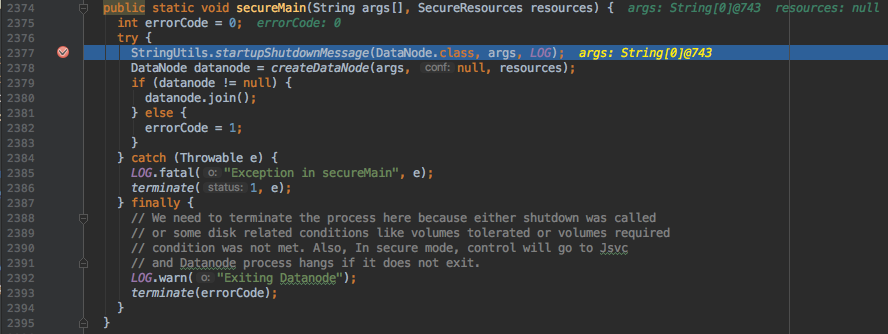 2374 public static void secureMain(String args[], SecureResources resources) { args: String[0]@743 resources: null
2375 int errorCode = 0; errorCode: 0
2376 try {
2377 StringUtils.startupShutdownMessage(DataNode.class, args, LOG); args: String[0]@743
2378 DataNode datanode = createDataNode(args, conf: null, resources);
2379 if (datanode != null) {
2380 datanode.join();
2381 } else {
2382 errorCode = 1;
2383 }
2384 } catch (Throwable e) {
2385 LOG.fatal( o: "Exception in secureMain", e);
2386 terminate( status: 1, e);
2387 } finally {
2388 // We need to terminate the process here because either shutdown was called
2389 // or some disk related conditions like volumes tolerated or volumes required
2390 // condition was not met. Also, In secure mode, control will go to Jsvc
2391 // and Datanode process hangs if it does not exit.
2392 LOG.warn( o: "Exiting Datanode");
2393 terminate(errorCode);
2394 }
2395 }